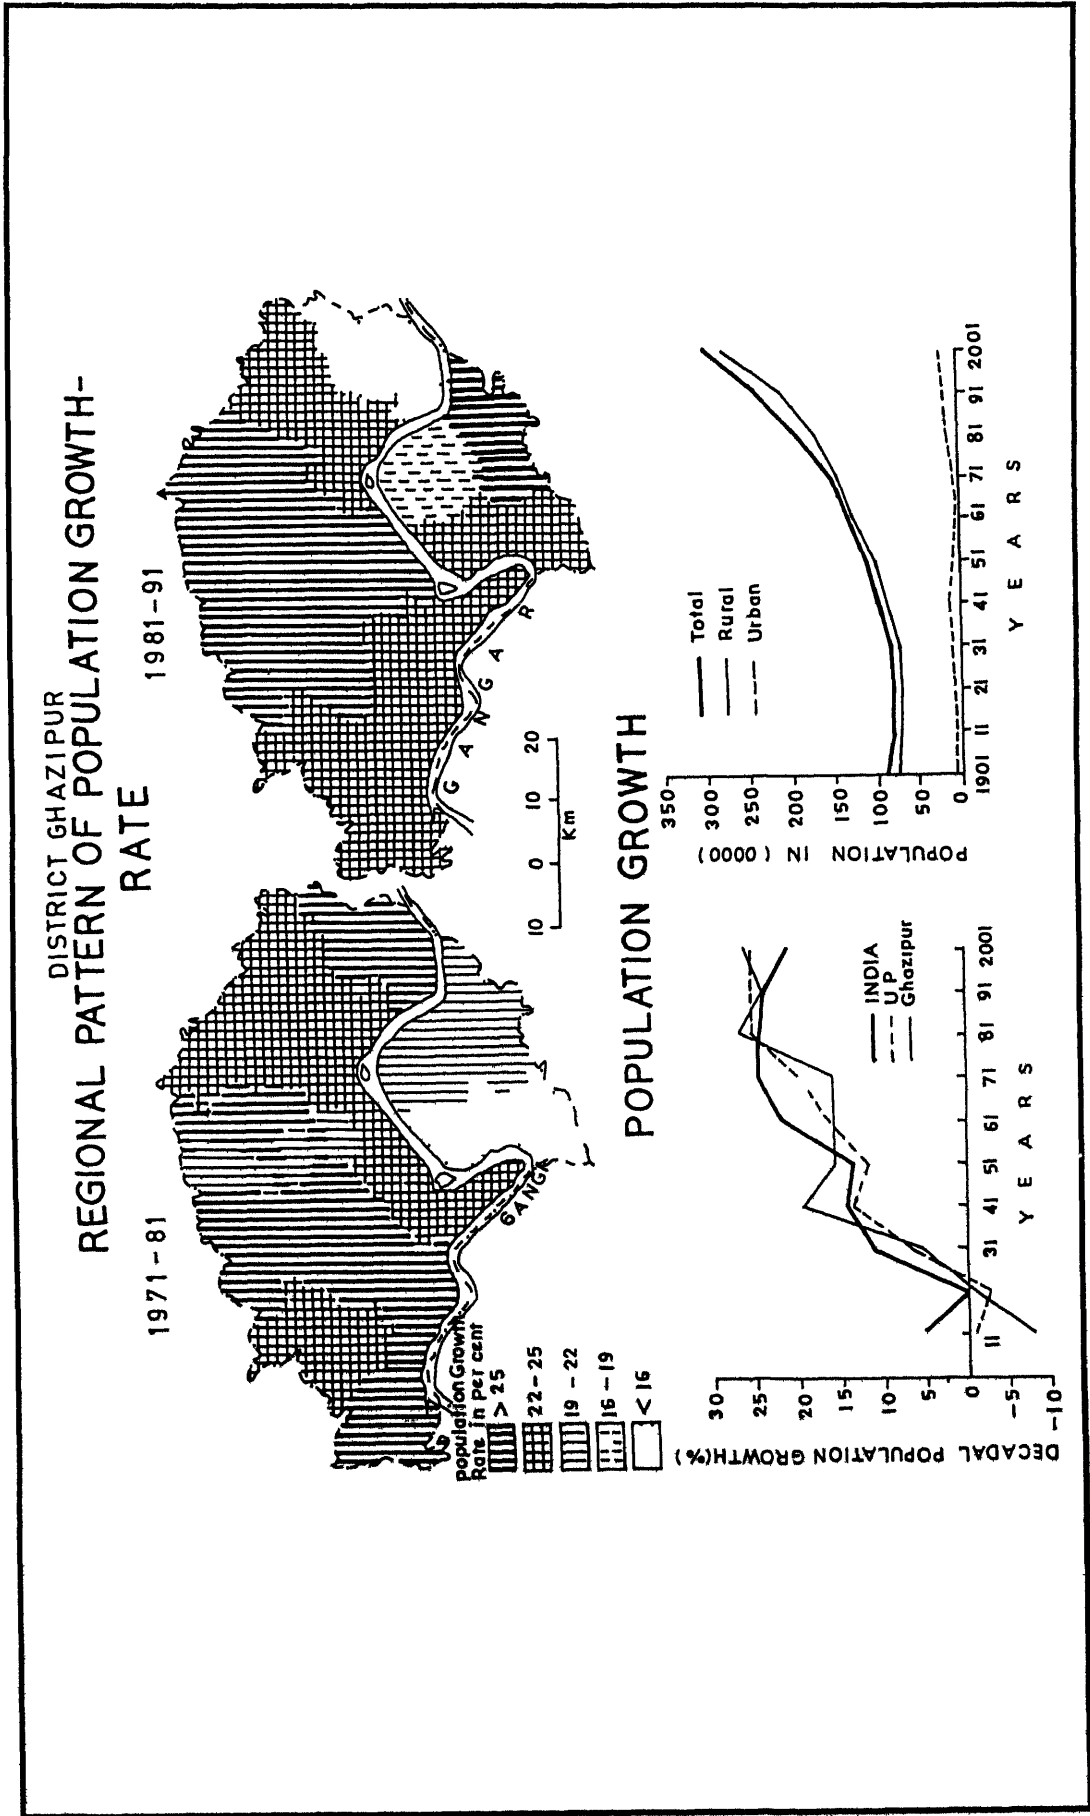 DISTRICT GHAZIPUR
REGIONAL PATTERN OF POPULATION GROWTH-
RATE
1971-81
1981-91
GANGA
GANGA R
Population Growth
Rate in Per cent
> 25
22-25
19-22
16-19
< 16
10 0 10 20
Km
POPULATION GROWTH
DECADAL POPULATION GROWTH(%)
30
25
20
15
10
5
0
-5
-10
11 31 41 51 61 71 81 91 2001
YEARS
INDIA
U.P
Ghazipur
POPULATION IN (0000)
350
300
250
200
150
100
50
0
1901 11 21 31 41 51 61 71 81 91 2001
YEARS
Total
Rural
Urban